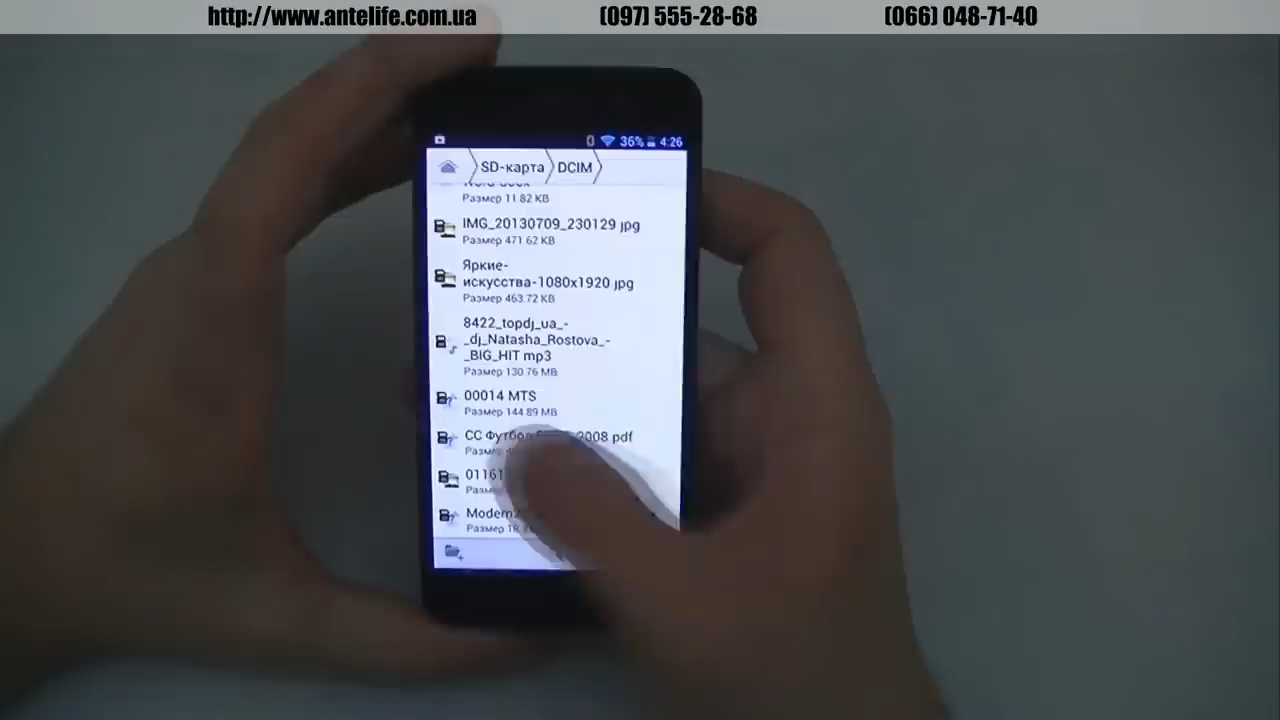 http://www.antelife.com.ua (097) 555-28-68 (066) 048-71-40
36% 4:26
SD-карта DCIM
Размер 11 82 KB
IMG_20130709_230129 jpg
Размер 471 62 KB
Яркие-
искусства-1080x1920 jpg
Размер 463.72 KB
8422_topdj_ua_-
_dj_Natasha_Rostova_-
_BIG_HIT mp3
Размер 130 76 MB
00014 MTS
Размер 144 89 MB
СС 2008 pdf